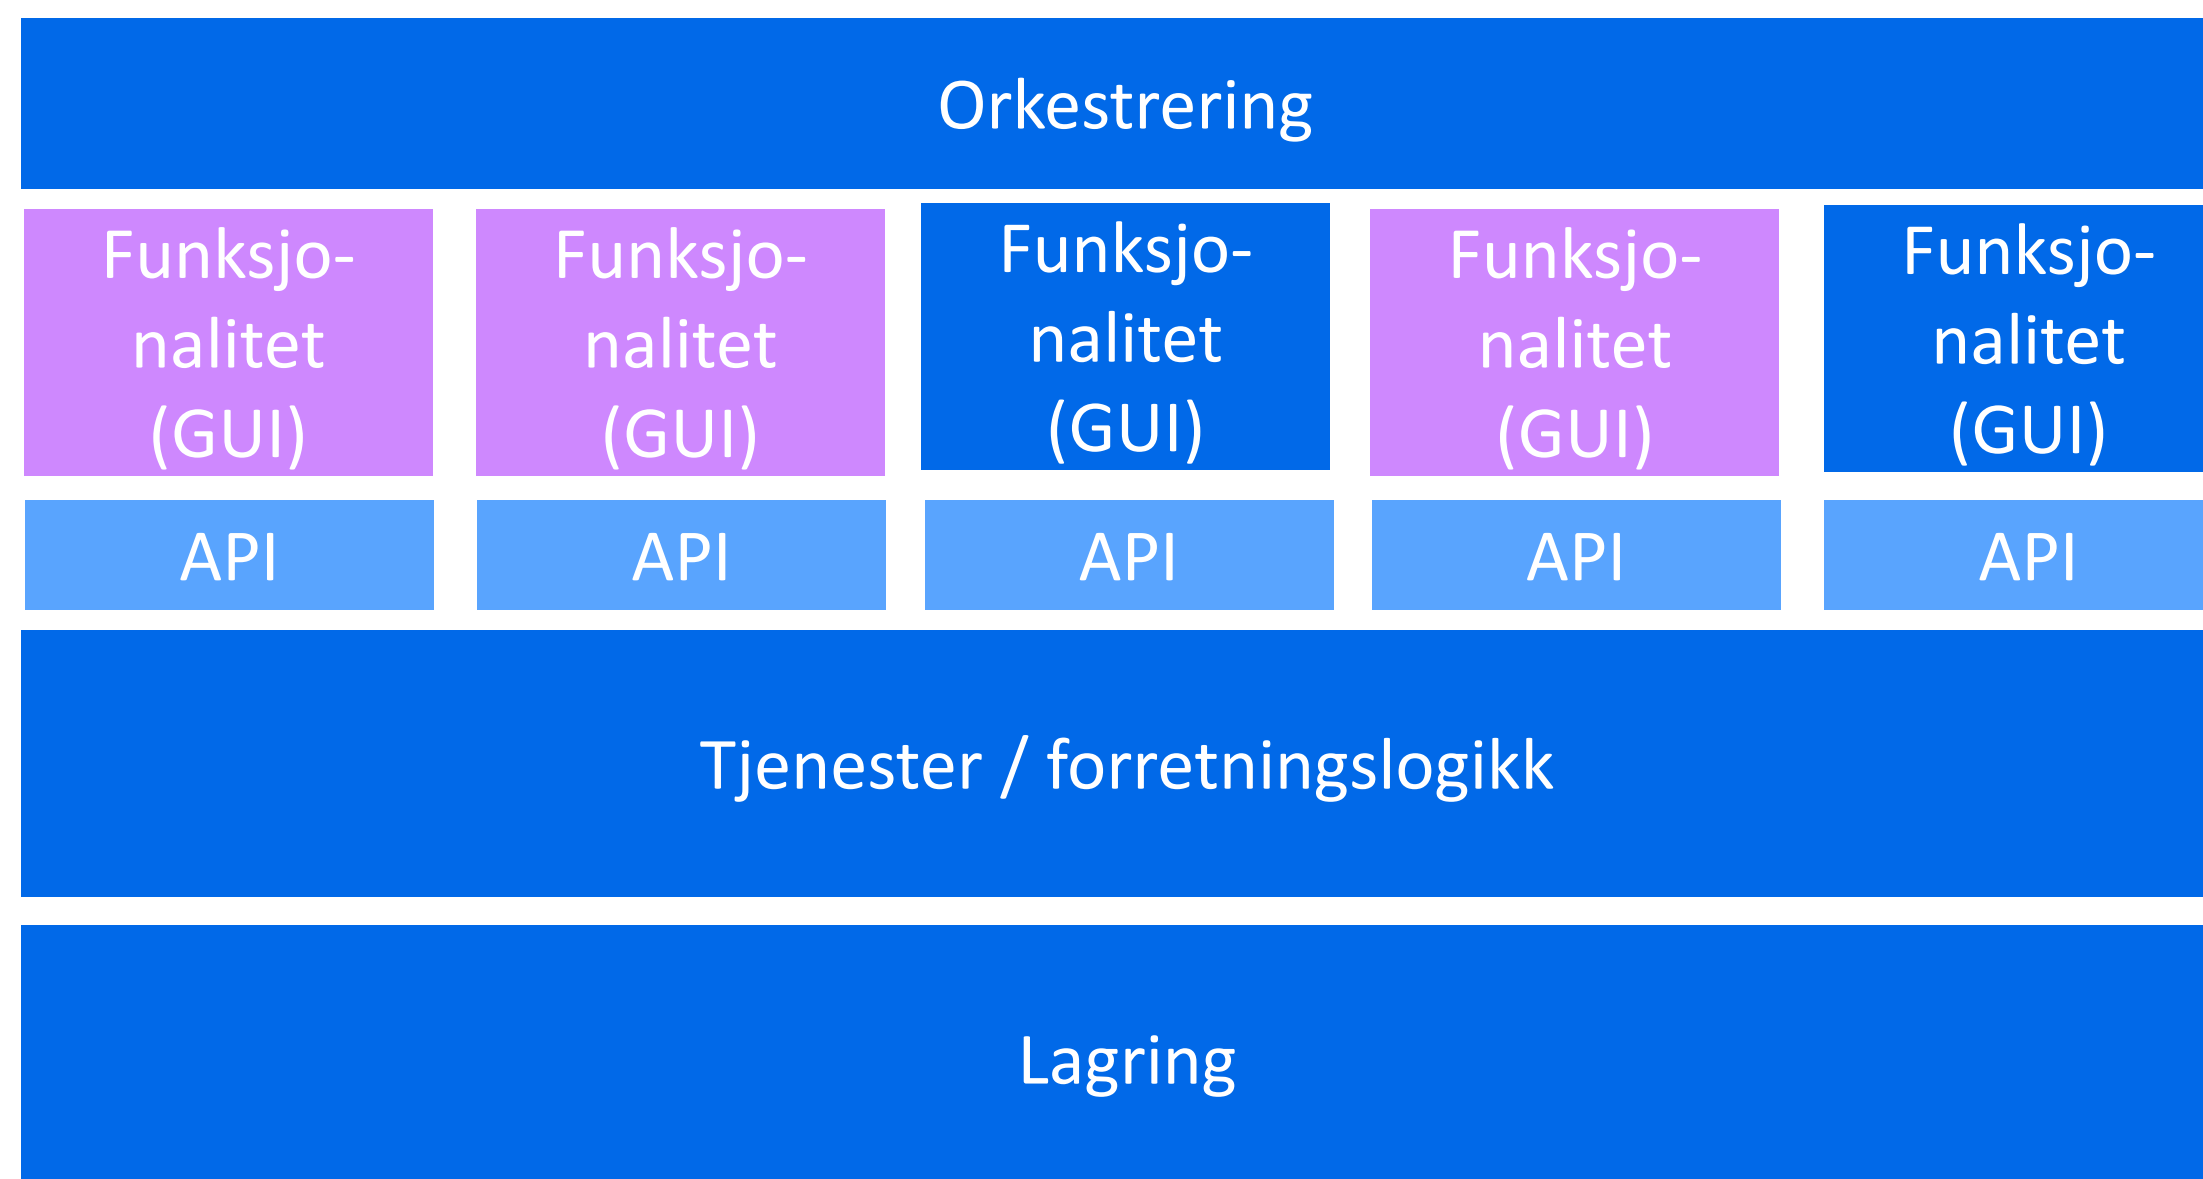 Orkestrering
Funksjo-
nalitet
(GUI)
Funksjo-
nalitet
(GUI)
Funksjo-
nalitet
(GUI)
Funksjo-
nalitet
(GUI)
Funksjo-
nalitet
(GUI)
API
API
API
API
API
Tjenester / forretningslogikk
Lagring